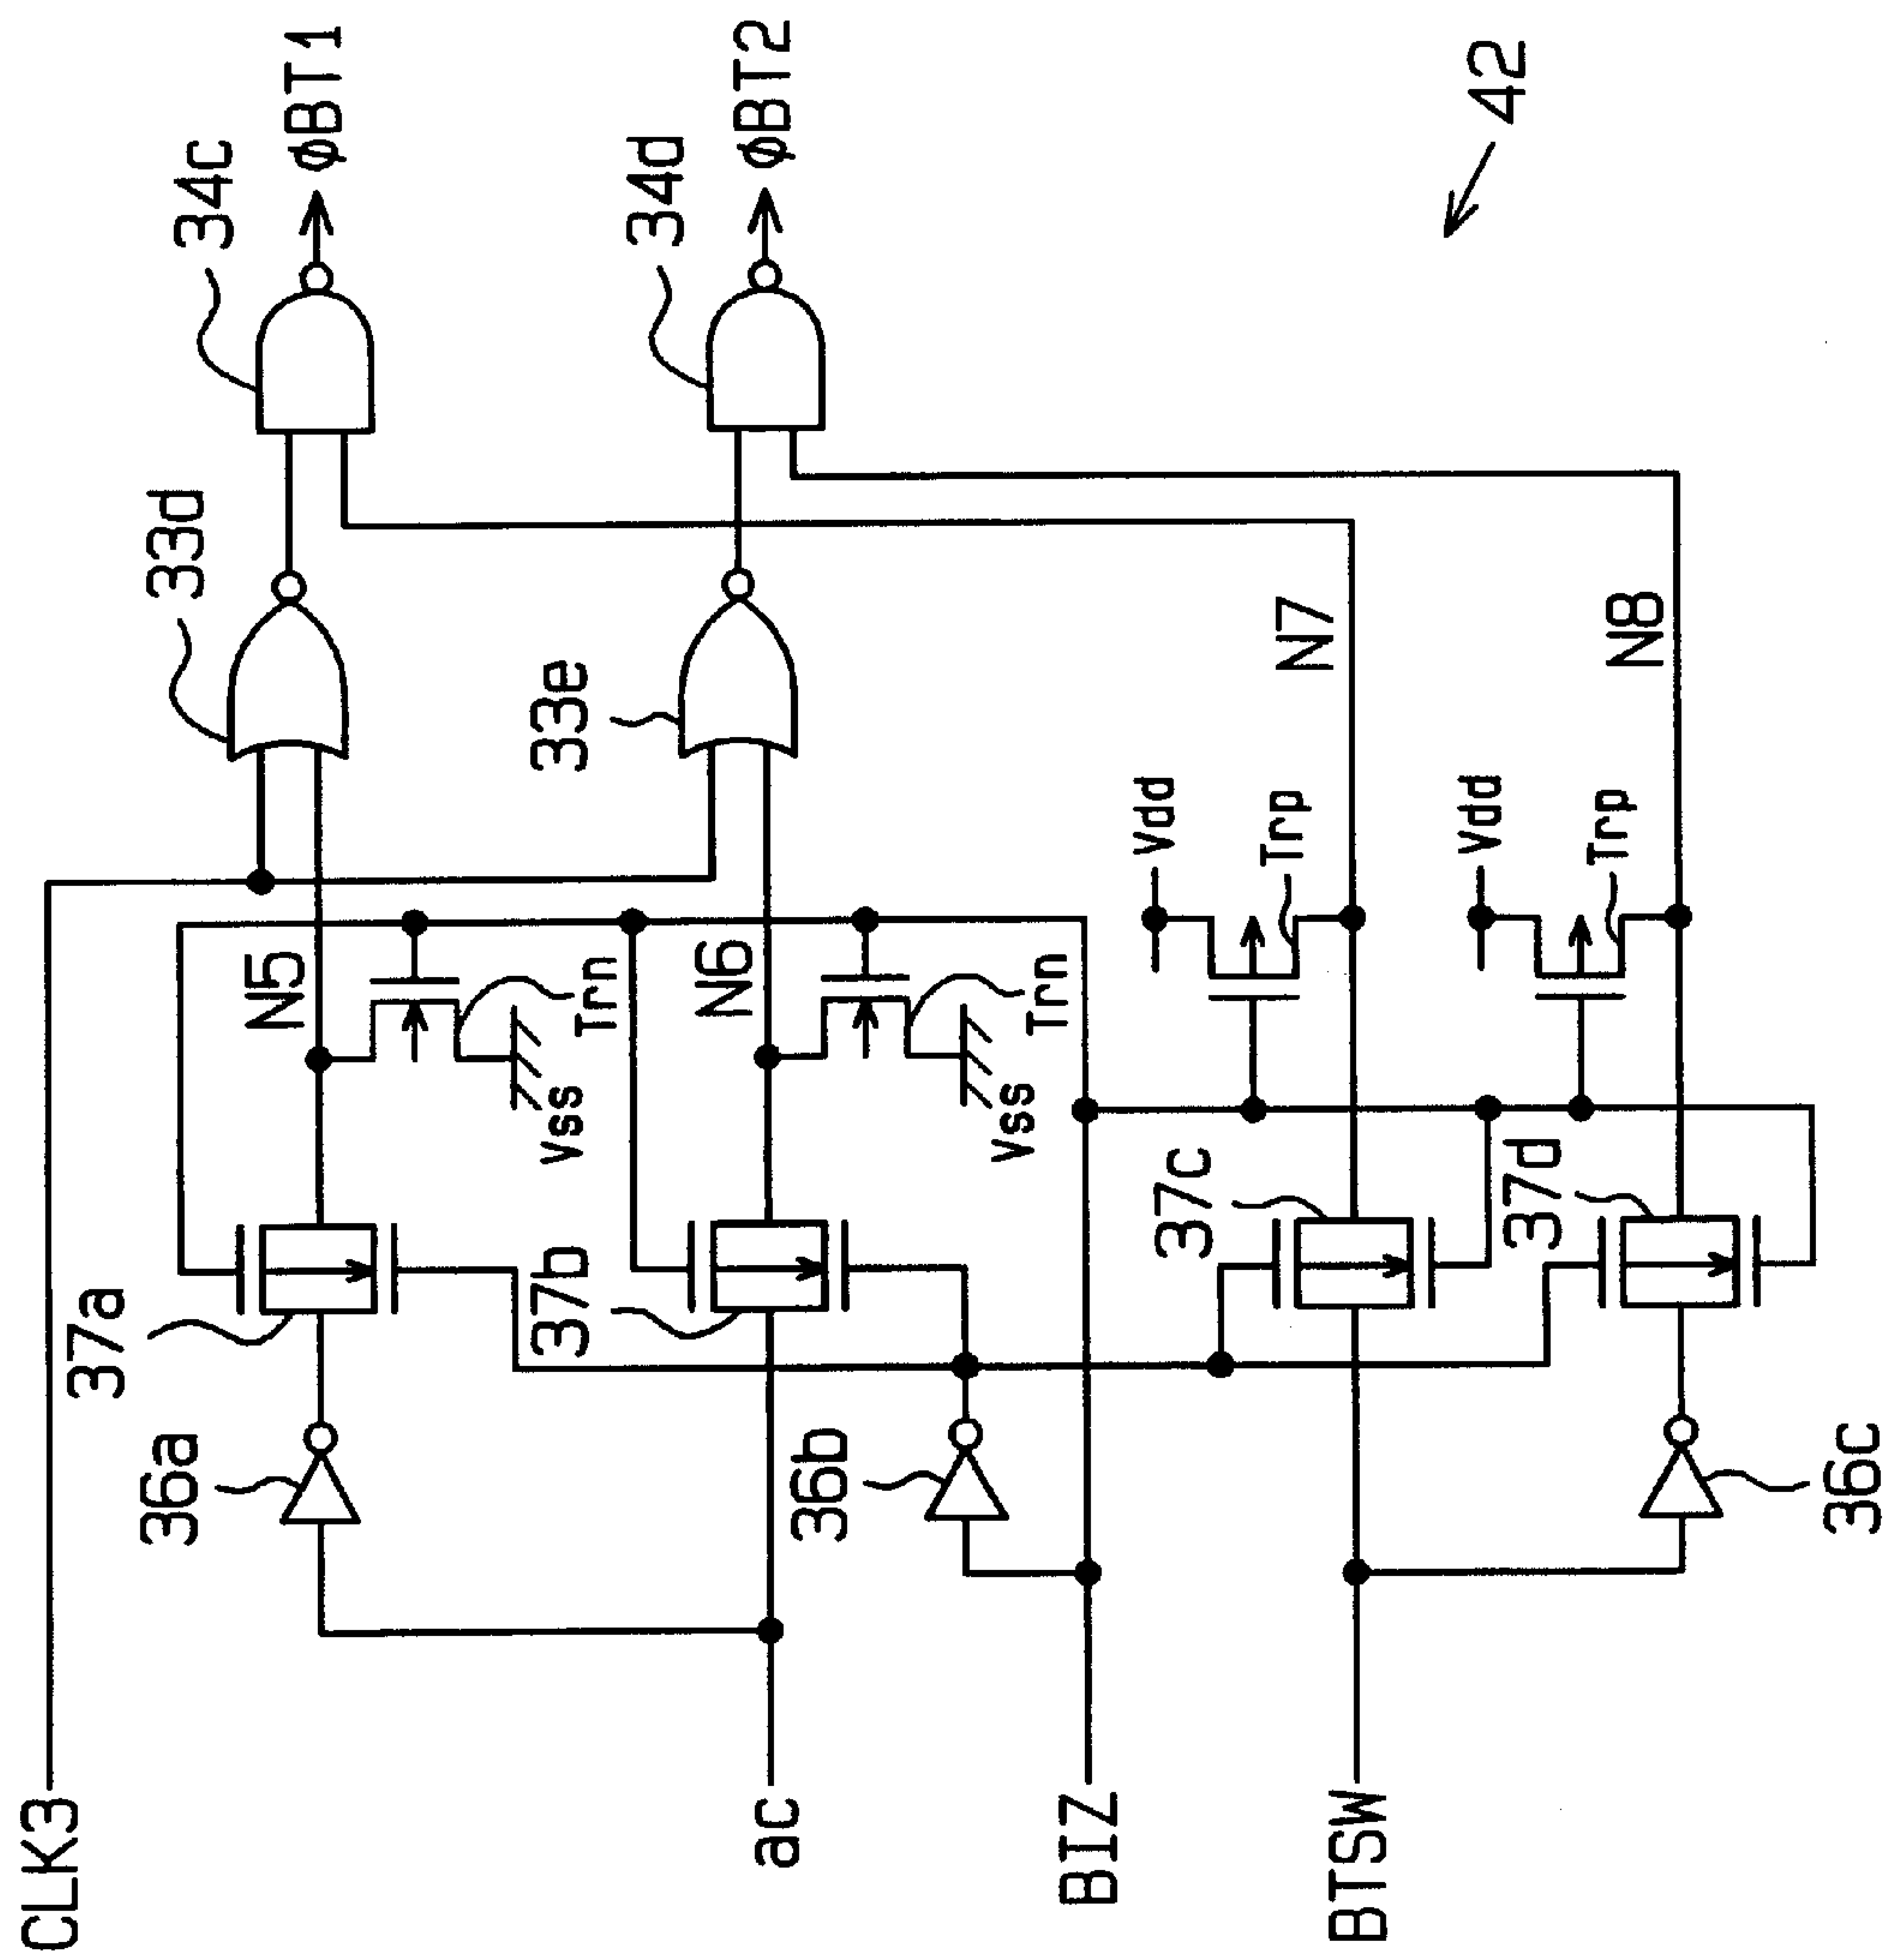 CLK3
ac
BIZ
BTSW
36a
36b
36c
37a
37b
37c
37d
N5
Trn
Vss
N6
Trn
Vss
Vdd
Trp
Vdd
Trp
N7
N8
33d
33e
34c
34d
φBT1
φBT2
42